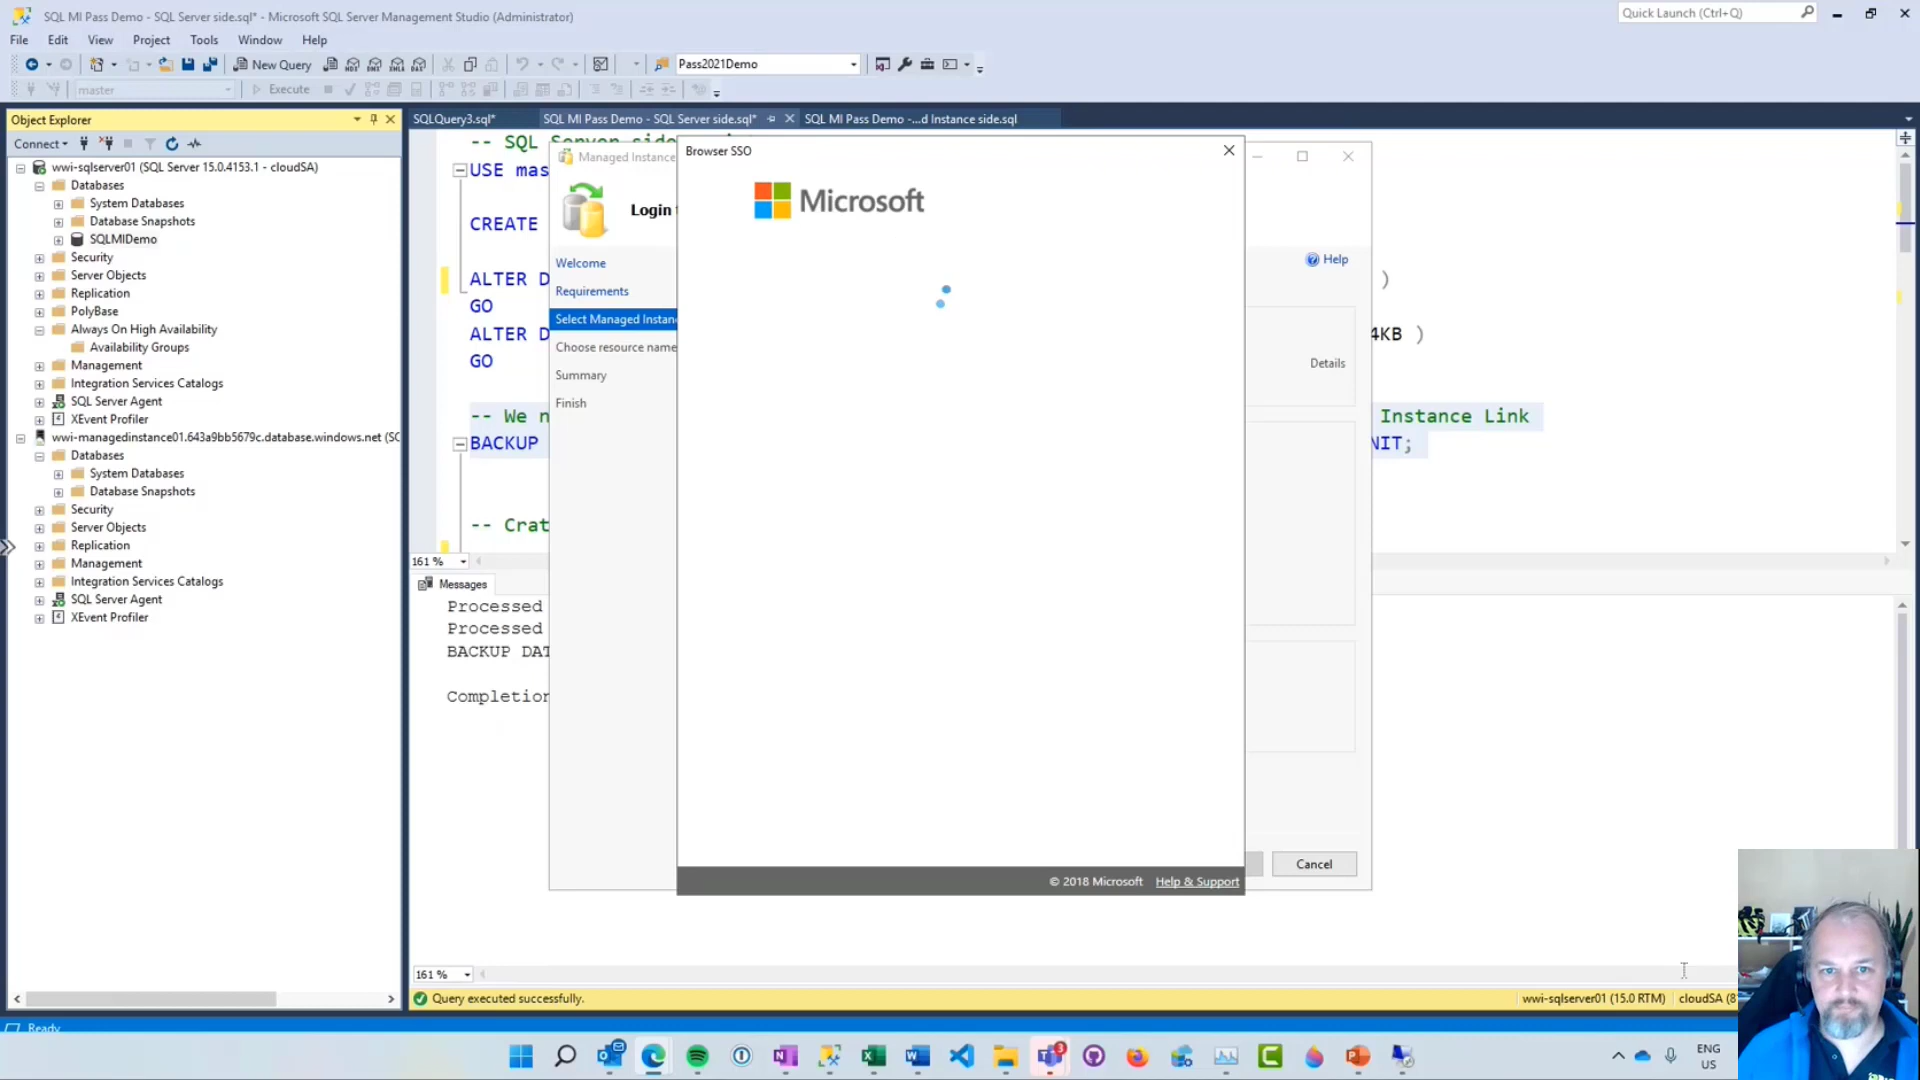 SQL MI Pass Demo - SQL Server side.sql* - Microsoft SQL Server Management Studio (Administrator)
Quick Launch (Ctrl+Q)
File Edit View Project Tools Window Help
New Query
Pass2021Demo
master
Execute
Object Explorer
SQLQuery3.sql*
SQL MI Pass Demo - SQL Server side.sql*
SQL MI Pass Demo -...d Instance side.sql
Connect
wwi-sqlserver01 (SQL Server 15.0.4153.1 - cloudSA)
Databases
System Databases
Database Snapshots
SQLMIDemo
Security
Server Objects
Replication
PolyBase
Always On High Availability
Availability Groups
Management
Integration Services Catalogs
SQL Server Agent
XEvent Profiler
wwi-managedinstance01.643a9bb5679c.database.windows.net (SC
Databases
System Databases
Database Snapshots
Security
Server Objects
Replication
Management
Integration Services Catalogs
SQL Server Agent
XEvent Profiler
-- SQL Server side
USE mas
CREATE
ALTER D
)
GO
ALTER D
4KB )
GO
-- We n
Instance Link
BACKUP
NIT;
-- Crat
161 %
Managed Instance
Login
Welcome
Requirements
Select Managed Instan
Choose resource name
Summary
Finish
Help
Details
Cancel
Browser SSO
Microsoft
© 2018 Microsoft Help & Support
Messages
Processed
Processed
BACKUP DAT
Completion
161 %
Query executed successfully.
wwi-sqlserver01 (15.0 RTM)
cloudSA (8
Ready
3
ENG
US